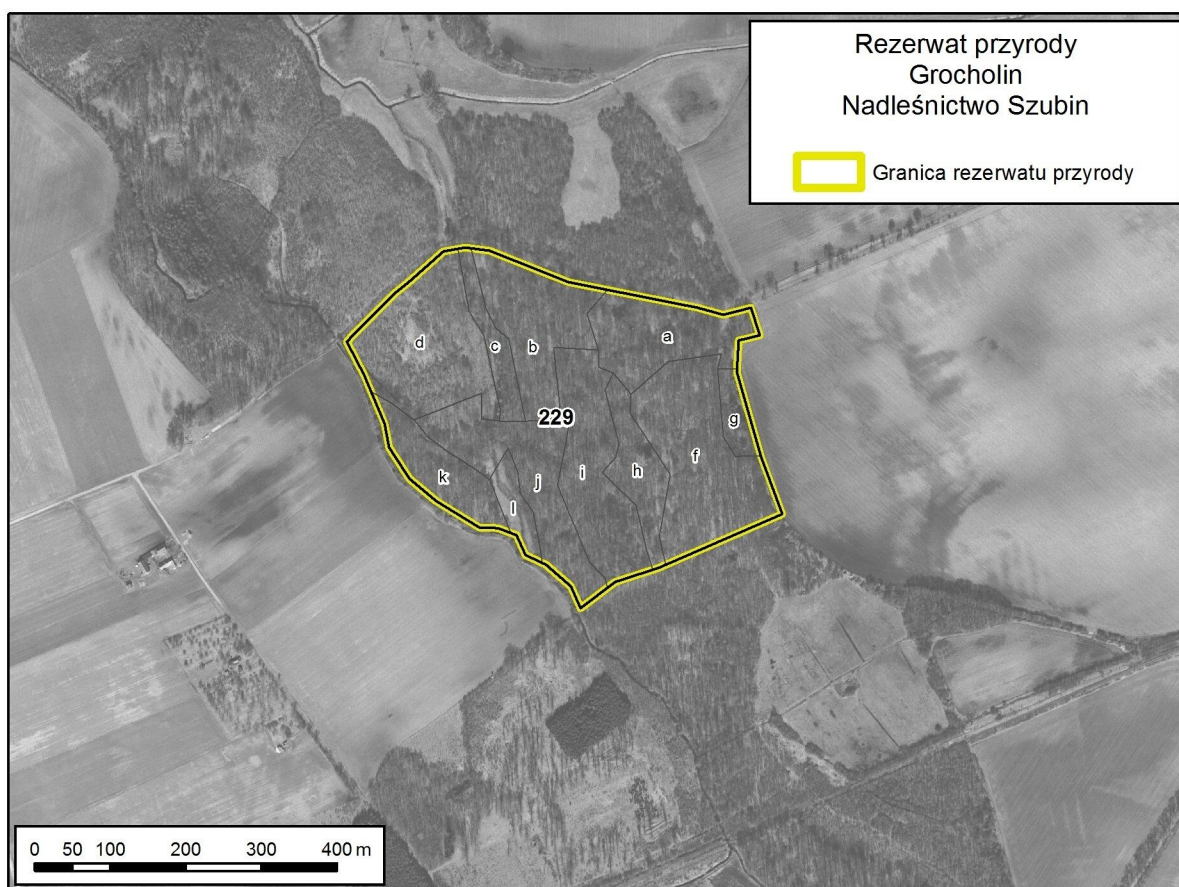 Rezerwat przyrody
Grocholin
Nadleśnictwo Szubin
Granica rezerwatu przyrody
a
d
c
b
229
g
f
k
j
i
h
l
0 50 100 200 300 400 m